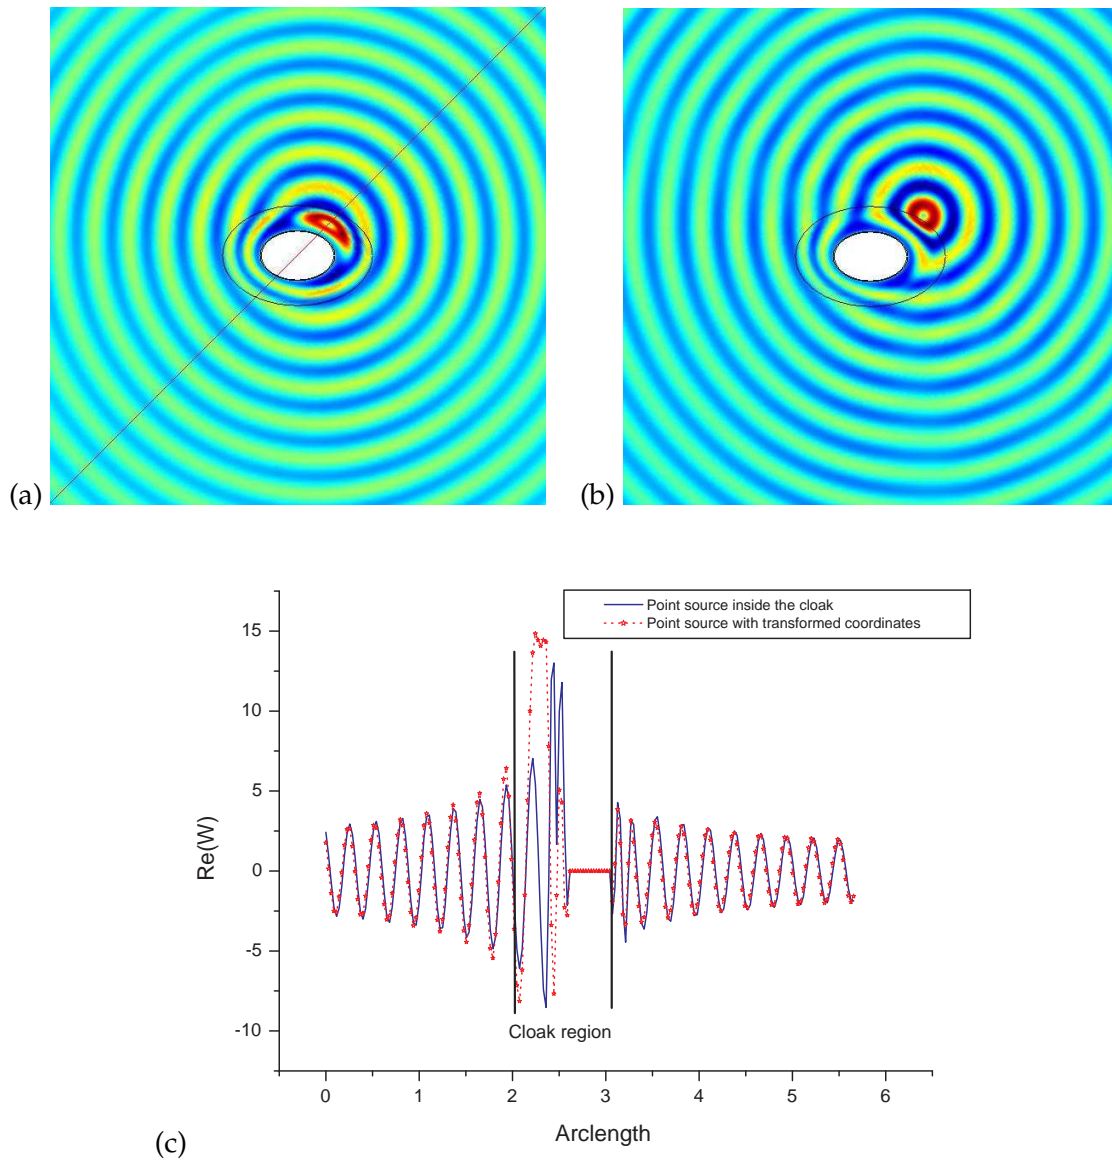 (a)
(b)
Point source inside the cloak
Point source with transformed coordinates
15
10
5
0
-5
-10
Re(W)
Cloak region
0 1 2 3 4 5 6
Arclength
(c)